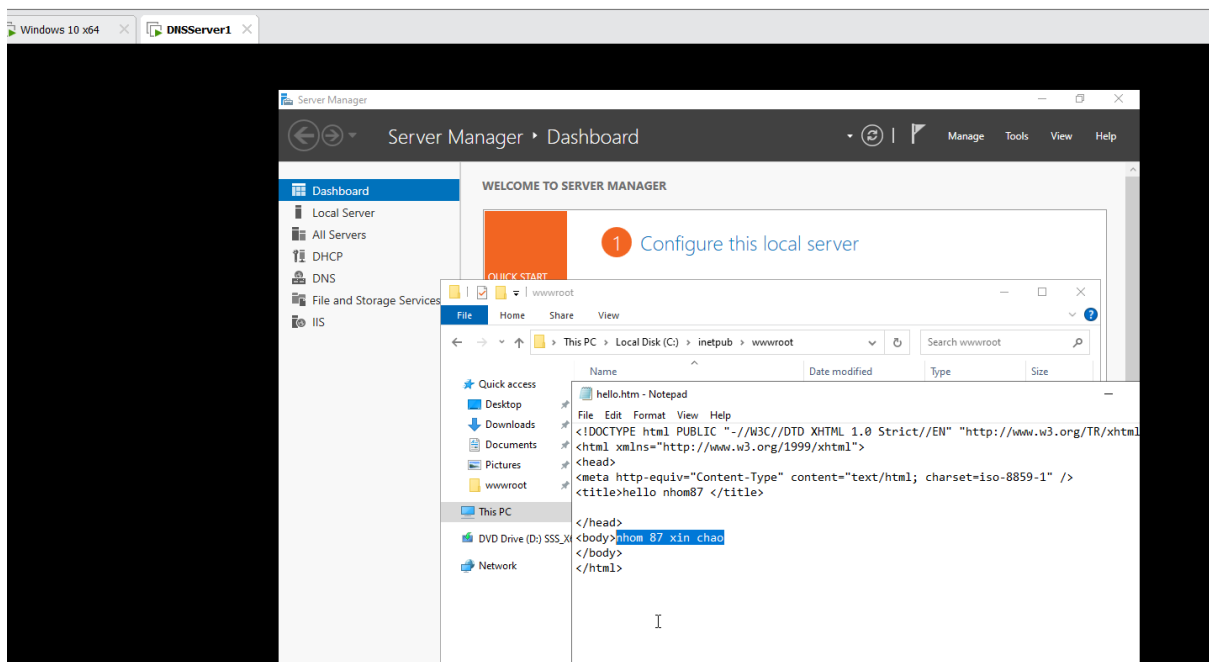 Windows 10 x64
DNSServer1
Server Manager
Server Manager • Dashboard
Manage Tools View Help
Dashboard
Local Server
All Servers
DHCP
DNS
File and Storage Services
IIS
WELCOME TO SERVER MANAGER
1 Configure this local server
QUICK START
wwwroot
File Home Share View
This PC > Local Disk (C:) > inetpub > wwwroot
Search wwwroot
Name Date modified Type Size
Quick access
Desktop
Downloads
Documents
Pictures
wwwroot
This PC
DVD Drive (D:) SSS_X
Network
hello.htm - Notepad
File Edit Format View Help
<!DOCTYPE html PUBLIC "-//W3C//DTD XHTML 1.0 Strict//EN" "http://www.w3.org/TR/xhtml
<html xmlns="http://www.w3.org/1999/xhtml">
<head>
<meta http-equiv="Content-Type" content="text/html; charset=iso-8859-1" />
<title>hello nhom87 </title>
</head>
<body>nhom 87 xin chao
</body>
</html>